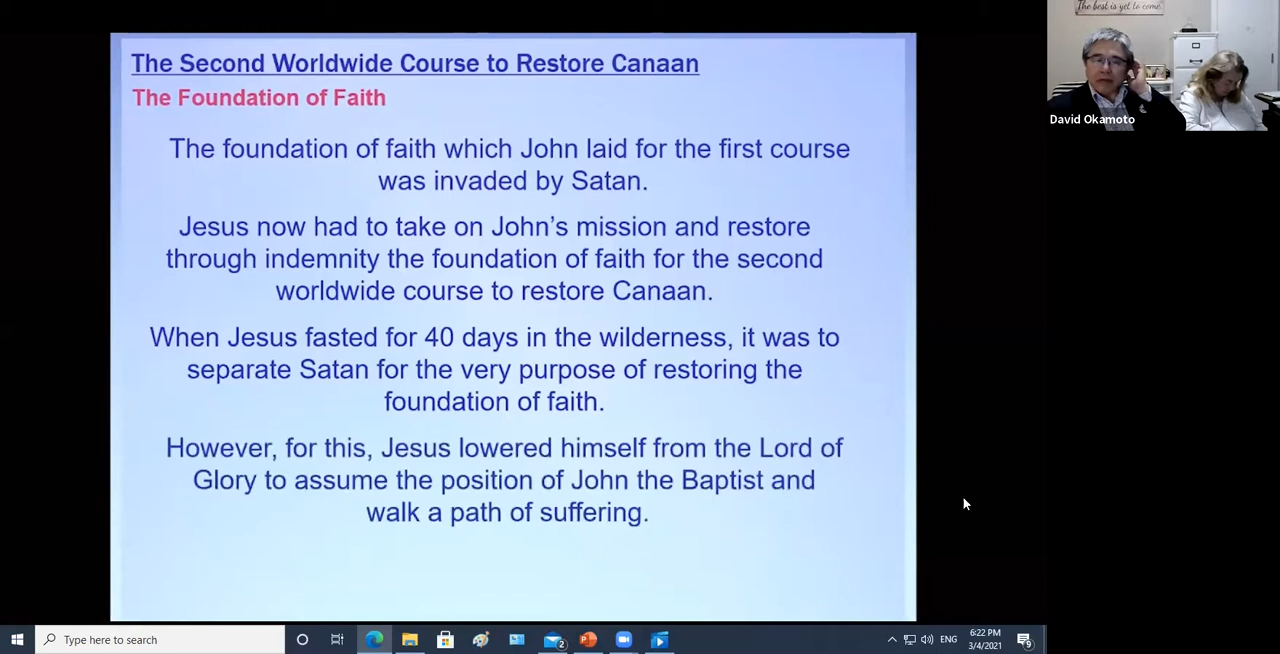 The best is yet to come
The Second Worldwide Course to Restore Canaan
The Foundation of Faith
The foundation of faith which John laid for the first course
was invaded by Satan.
Jesus now had to take on John’s mission and restore
through indemnity the foundation of faith for the second
worldwide course to restore Canaan.
When Jesus fasted for 40 days in the wilderness, it was to
separate Satan for the very purpose of restoring the
foundation of faith.
However, for this, Jesus lowered himself from the Lord of
Glory to assume the position of John the Baptist and
walk a path of suffering.
David Okamoto
Type here to search
2
ENG
6:22 PM
3/4/2021
9